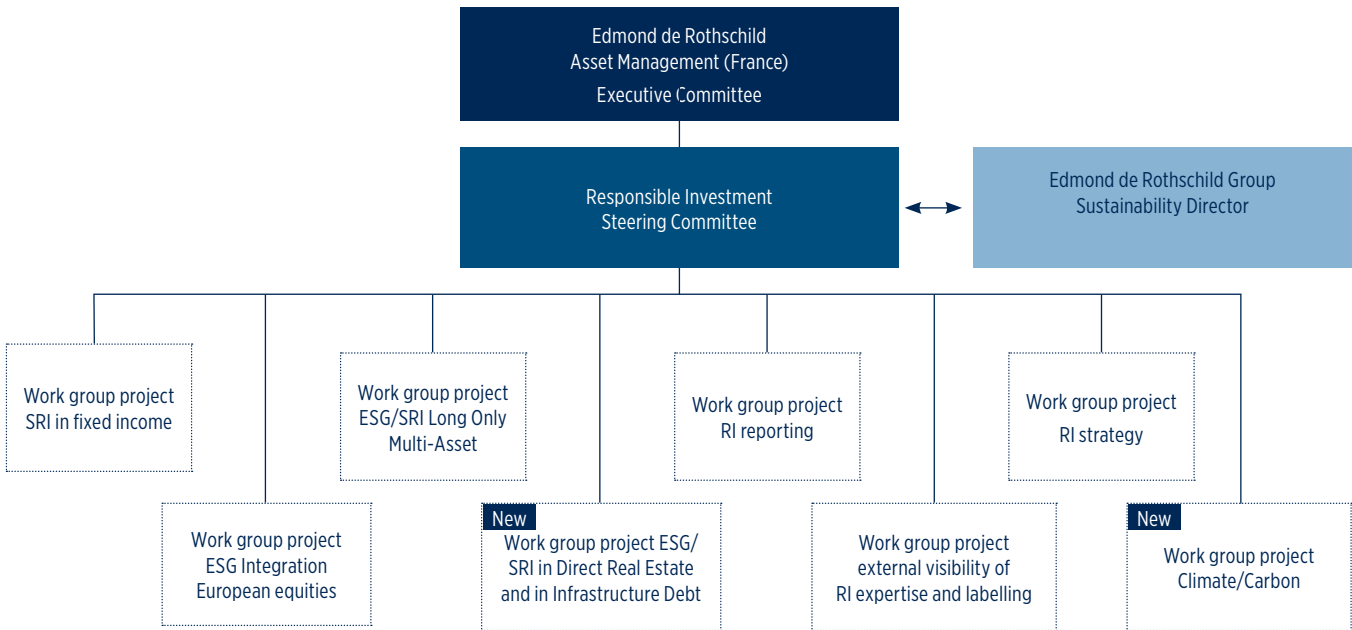 Edmond de Rothschild
Asset Management (France)
Executive Committee
Responsible Investment
Steering Committee
Edmond de Rothschild Group
Sustainability Director
Work group project
SRI in fixed income
Work group project
ESG/SRI Long Only
Multi-Asset
Work group project
RI reporting
Work group project
RI strategy
Work group project
ESG Integration
European equities
New
Work group project ESG/
SRI in Direct Real Estate
and in Infrastructure Debt
Work group project
external visibility of
RI expertise and labelling
New
Work group project
Climate/Carbon